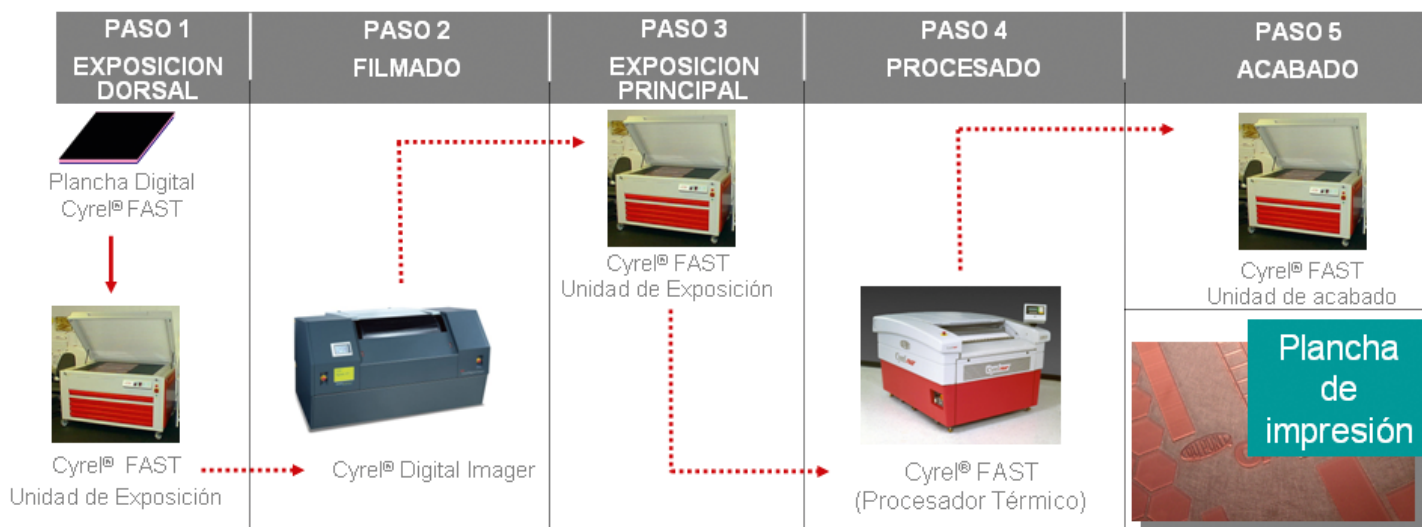 PASO 1
EXPOSICION
DORSAL
PASO 2
FILMADO
PASO 3
EXPOSICION
PRINCIPAL
PASO 4
PROCESADO
PASO 5
ACABADO
Plancha Digital
Cyrel® FAST
Cyrel® FAST
Unidad de Exposición
Cyrel® Digital Imager
Cyrel® FAST
Unidad de Exposición
Cyrel® FAST
(Procesador Térmico)
Cyrel® FAST
Unidad de acabado
Plancha
de
impresión